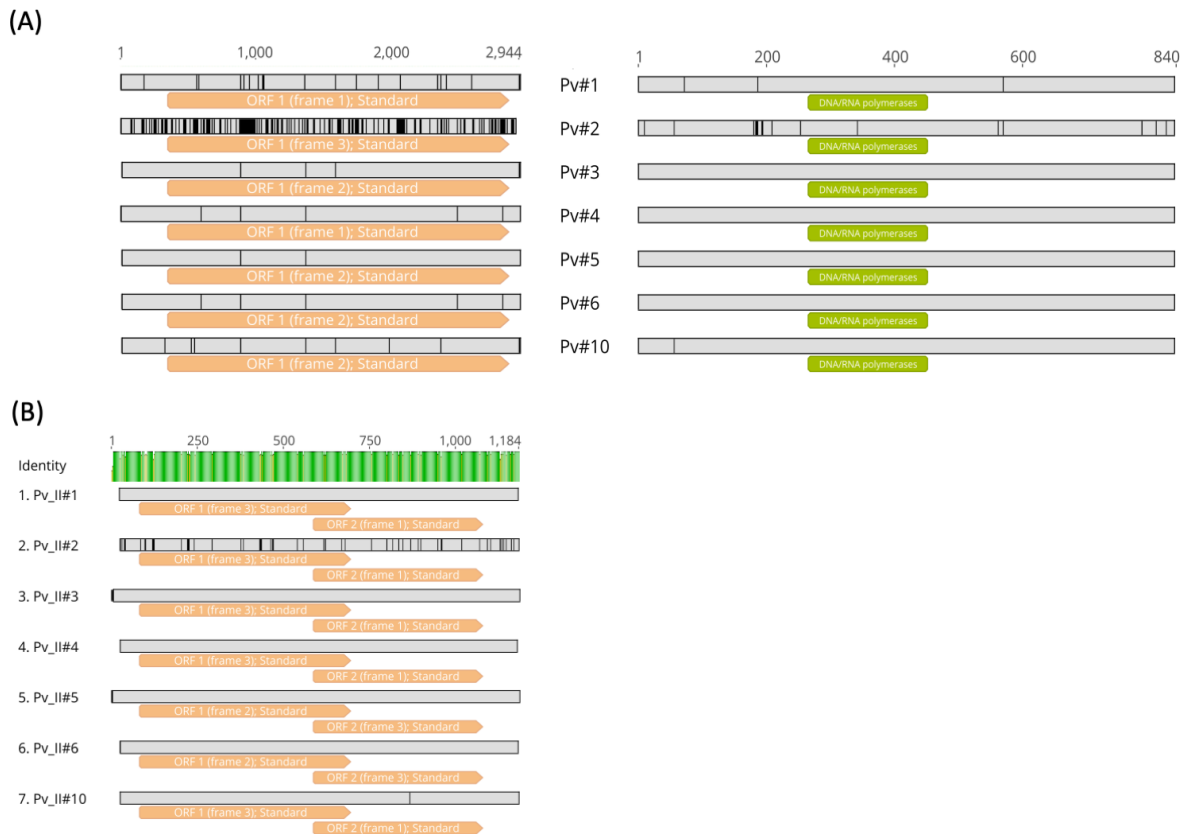 (A)
1 1,000 2,000 2,944 1 200 400 600 840
Pv#1
ORF 1 (frame 1); Standard DNA/RNA polymerases
Pv#2
ORF 1 (frame 3); Standard DNA/RNA polymerases
Pv#3
ORF 1 (frame 2); Standard DNA/RNA polymerases
Pv#4
ORF 1 (frame 1); Standard DNA/RNA polymerases
Pv#5
ORF 1 (frame 2); Standard DNA/RNA polymerases
Pv#6
ORF 1 (frame 2); Standard DNA/RNA polymerases
Pv#10
ORF 1 (frame 2); Standard DNA/RNA polymerases
(B)
1 250 500 750 1,000 1,184
Identity
1. Pv_II#1
ORF 1 (frame 3); Standard
ORF 2 (frame 1); Standard
2. Pv_II#2
ORF 1 (frame 3); Standard
ORF 2 (frame 1); Standard
3. Pv_II#3
ORF 1 (frame 3); Standard
ORF 2 (frame 1); Standard
4. Pv_II#4
ORF 1 (frame 3); Standard
ORF 2 (frame 1); Standard
5. Pv_II#5
ORF 1 (frame 2); Standard
ORF 2 (frame 3); Standard
6. Pv_II#6
ORF 1 (frame 2); Standard
ORF 2 (frame 3); Standard
7. Pv_II#10
ORF 1 (frame 3); Standard
ORF 2 (frame 1); Standard